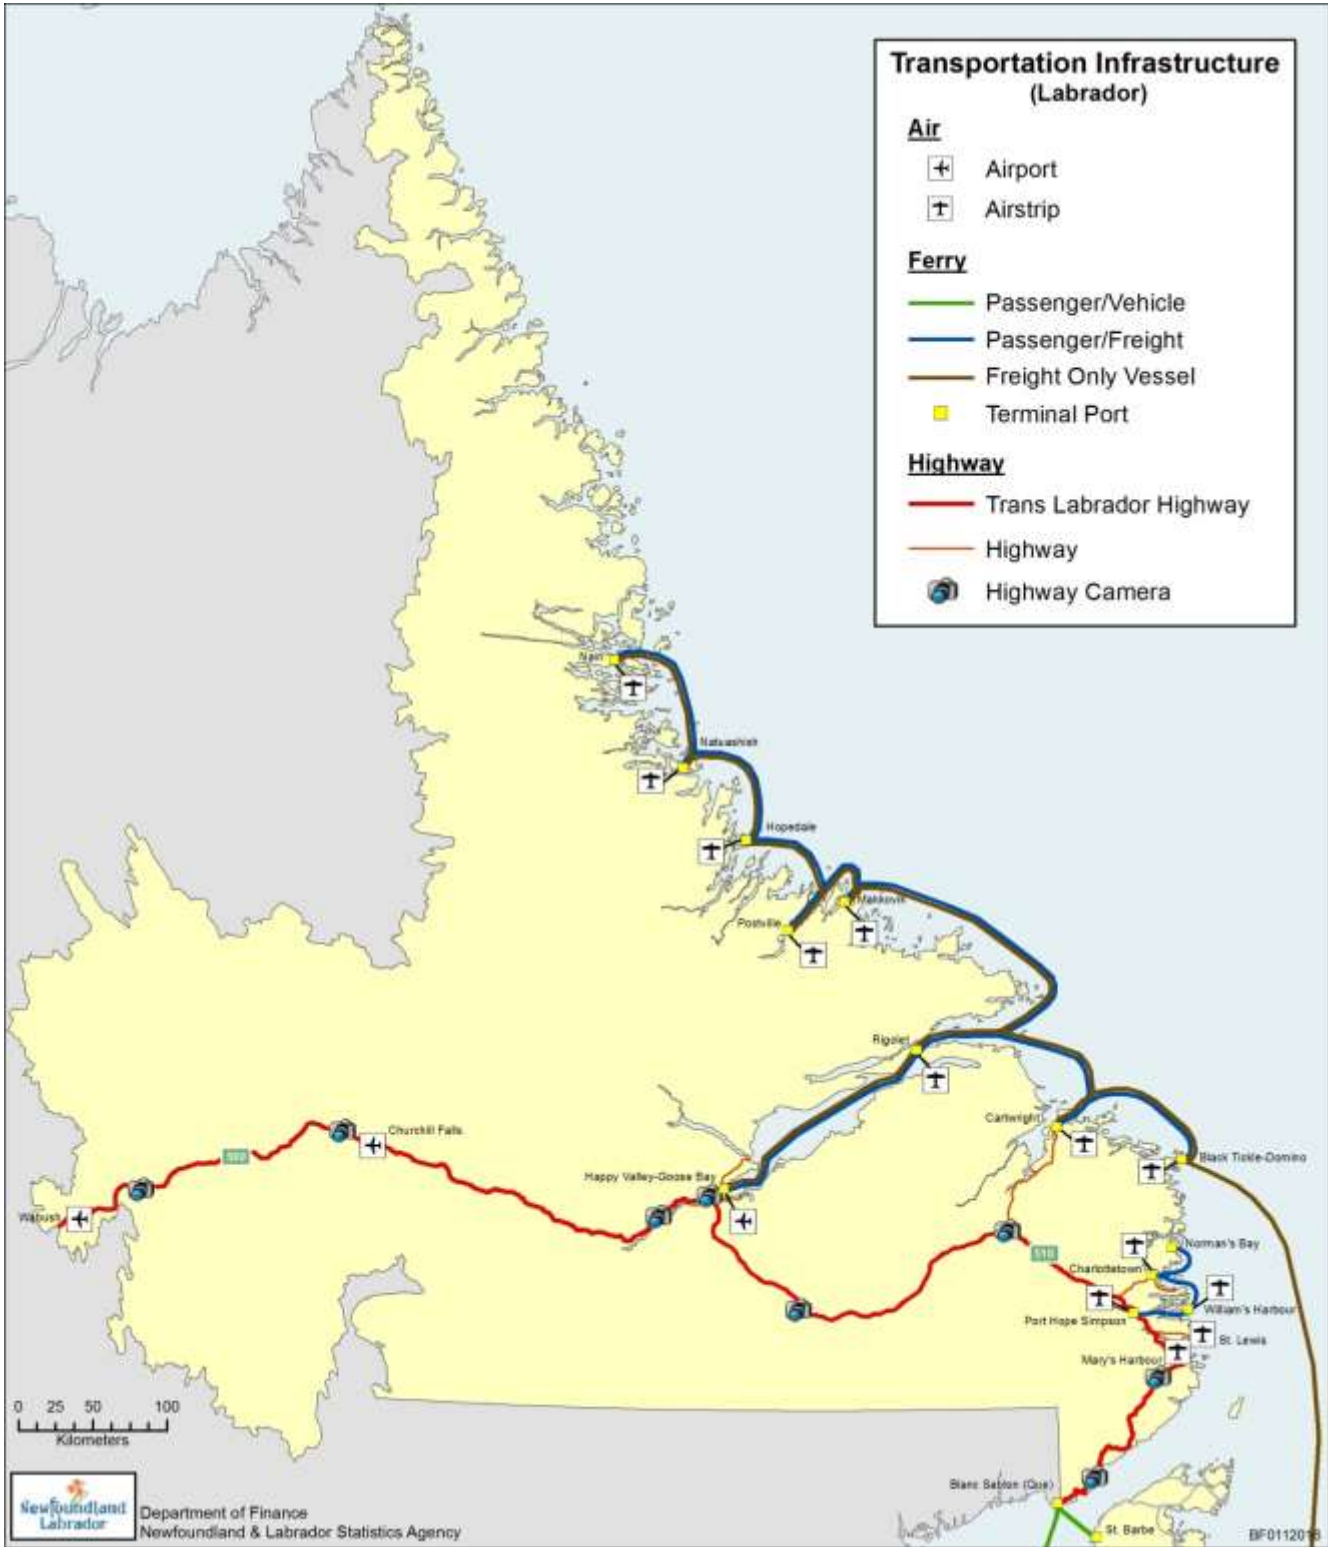 Transportation Infrastructure
(Labrador)
Air
Airport
Airstrip
Ferry
Passenger/Vehicle
Passenger/Freight
Freight Only Vessel
Terminal Port
Highway
Trans Labrador Highway
Highway
Highway Camera
Nain
Natuashish
Hopedale
Makkovik
Postville
Rigolet
Cartwright
Churchill Falls
Black Tickle-Domino
Happy Valley-Goose Bay
Wabush
Norman's Bay
510
Charlottetown
William's Harbour
Port Hope Simpson
St. Lewis
Mary's Harbour
0 25 50 100
Kilometers
Blanc Sablon (Que)
St. Barbe
Newfoundland
Labrador
Department of Finance
Newfoundland & Labrador Statistics Agency